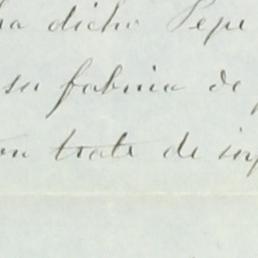 ha dicho Pepe
su fabrica de
trate de